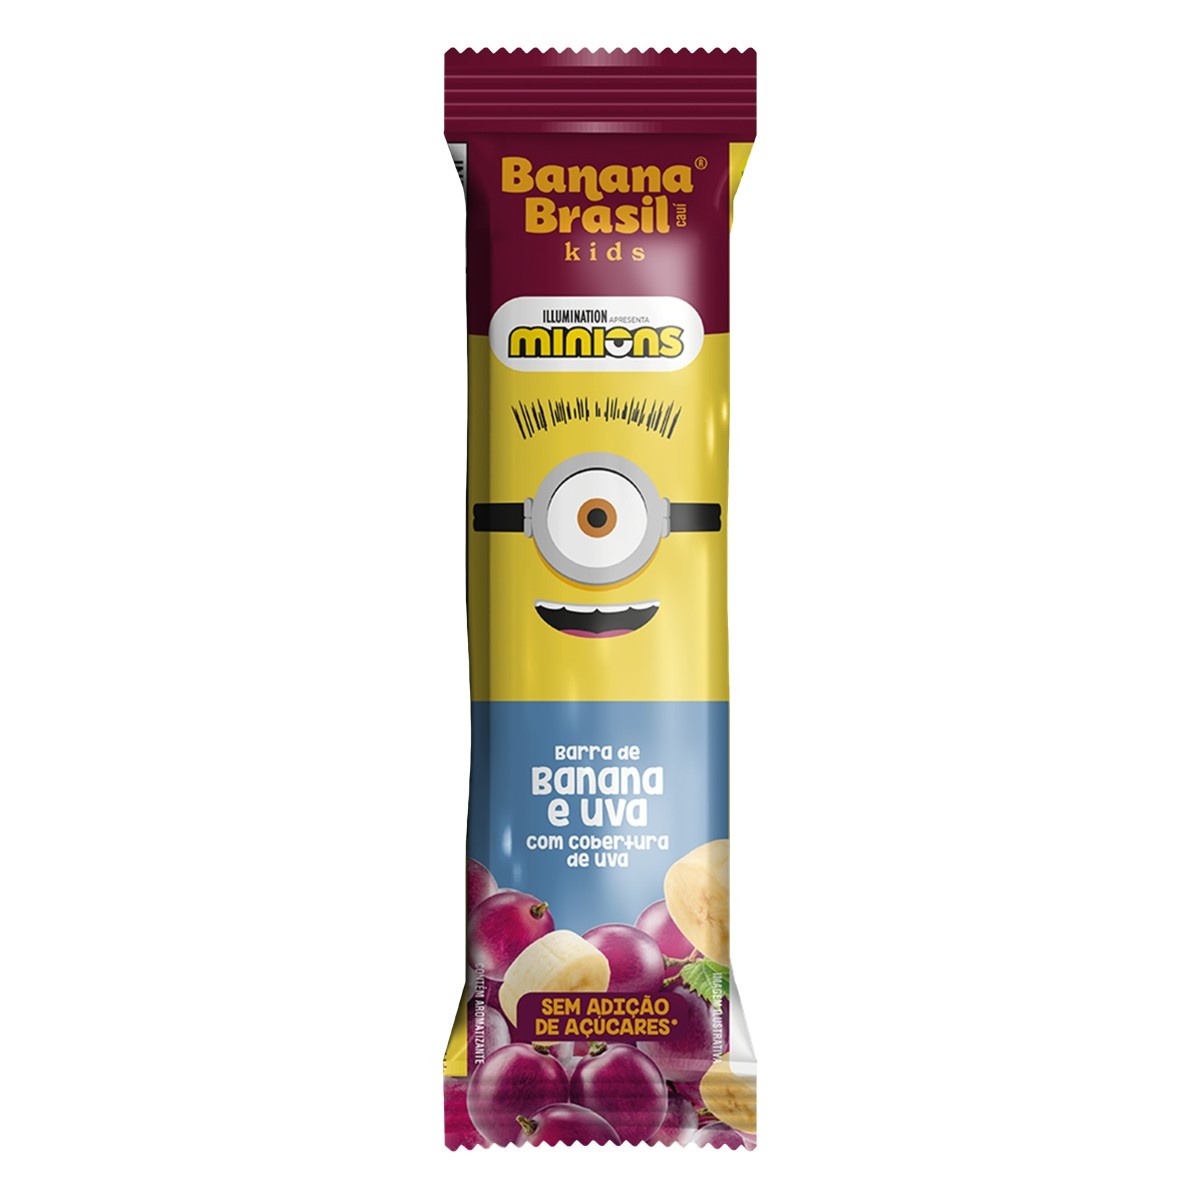 Banana®
Brasil
cauí
kids
ILLUMINATION APRESENTA
minions
Barra de
Banana
e uva
com cobertura
de uva
SEM ADIÇÃO
DE AÇÚCARES*
CONTÉM AROMATIZANTE
IMAGEM ILUSTRATIVA